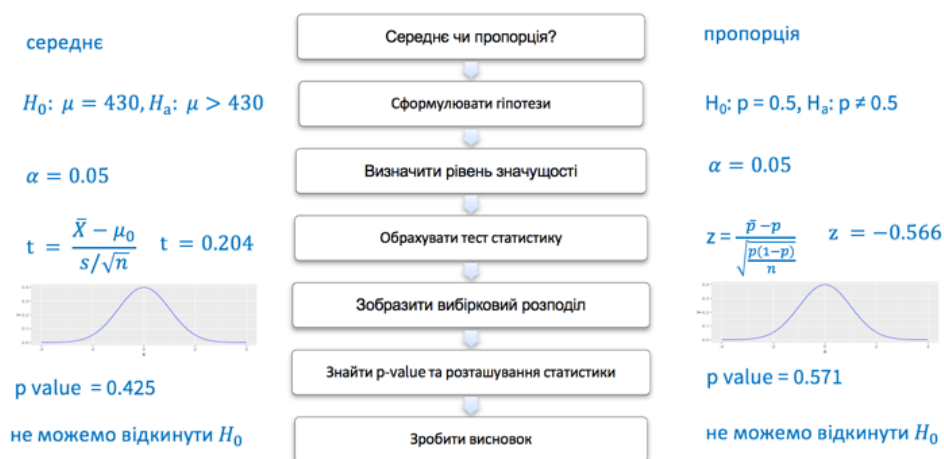 середнє
Середнє чи пропорція?
пропорція
H₀: μ = 430, Hₐ: μ > 430
Сформулювати гіпотези
H₀: p = 0.5, Hₐ: p ≠ 0.5
α = 0.05
Визначити рівень значущості
α = 0.05
t = (X̄ − μ₀) / (s/√n) t = 0.204
Обрахувати тест статистику
z = (p̄ − p) / √(p(1−p)/n) z = −0.566
Зобразити вибірковий розподіл
p value = 0.425
Знайти p-value та розташування статистики
p value = 0.571
не можемо відкинути H₀
Зробити висновок
не можемо відкинути H₀